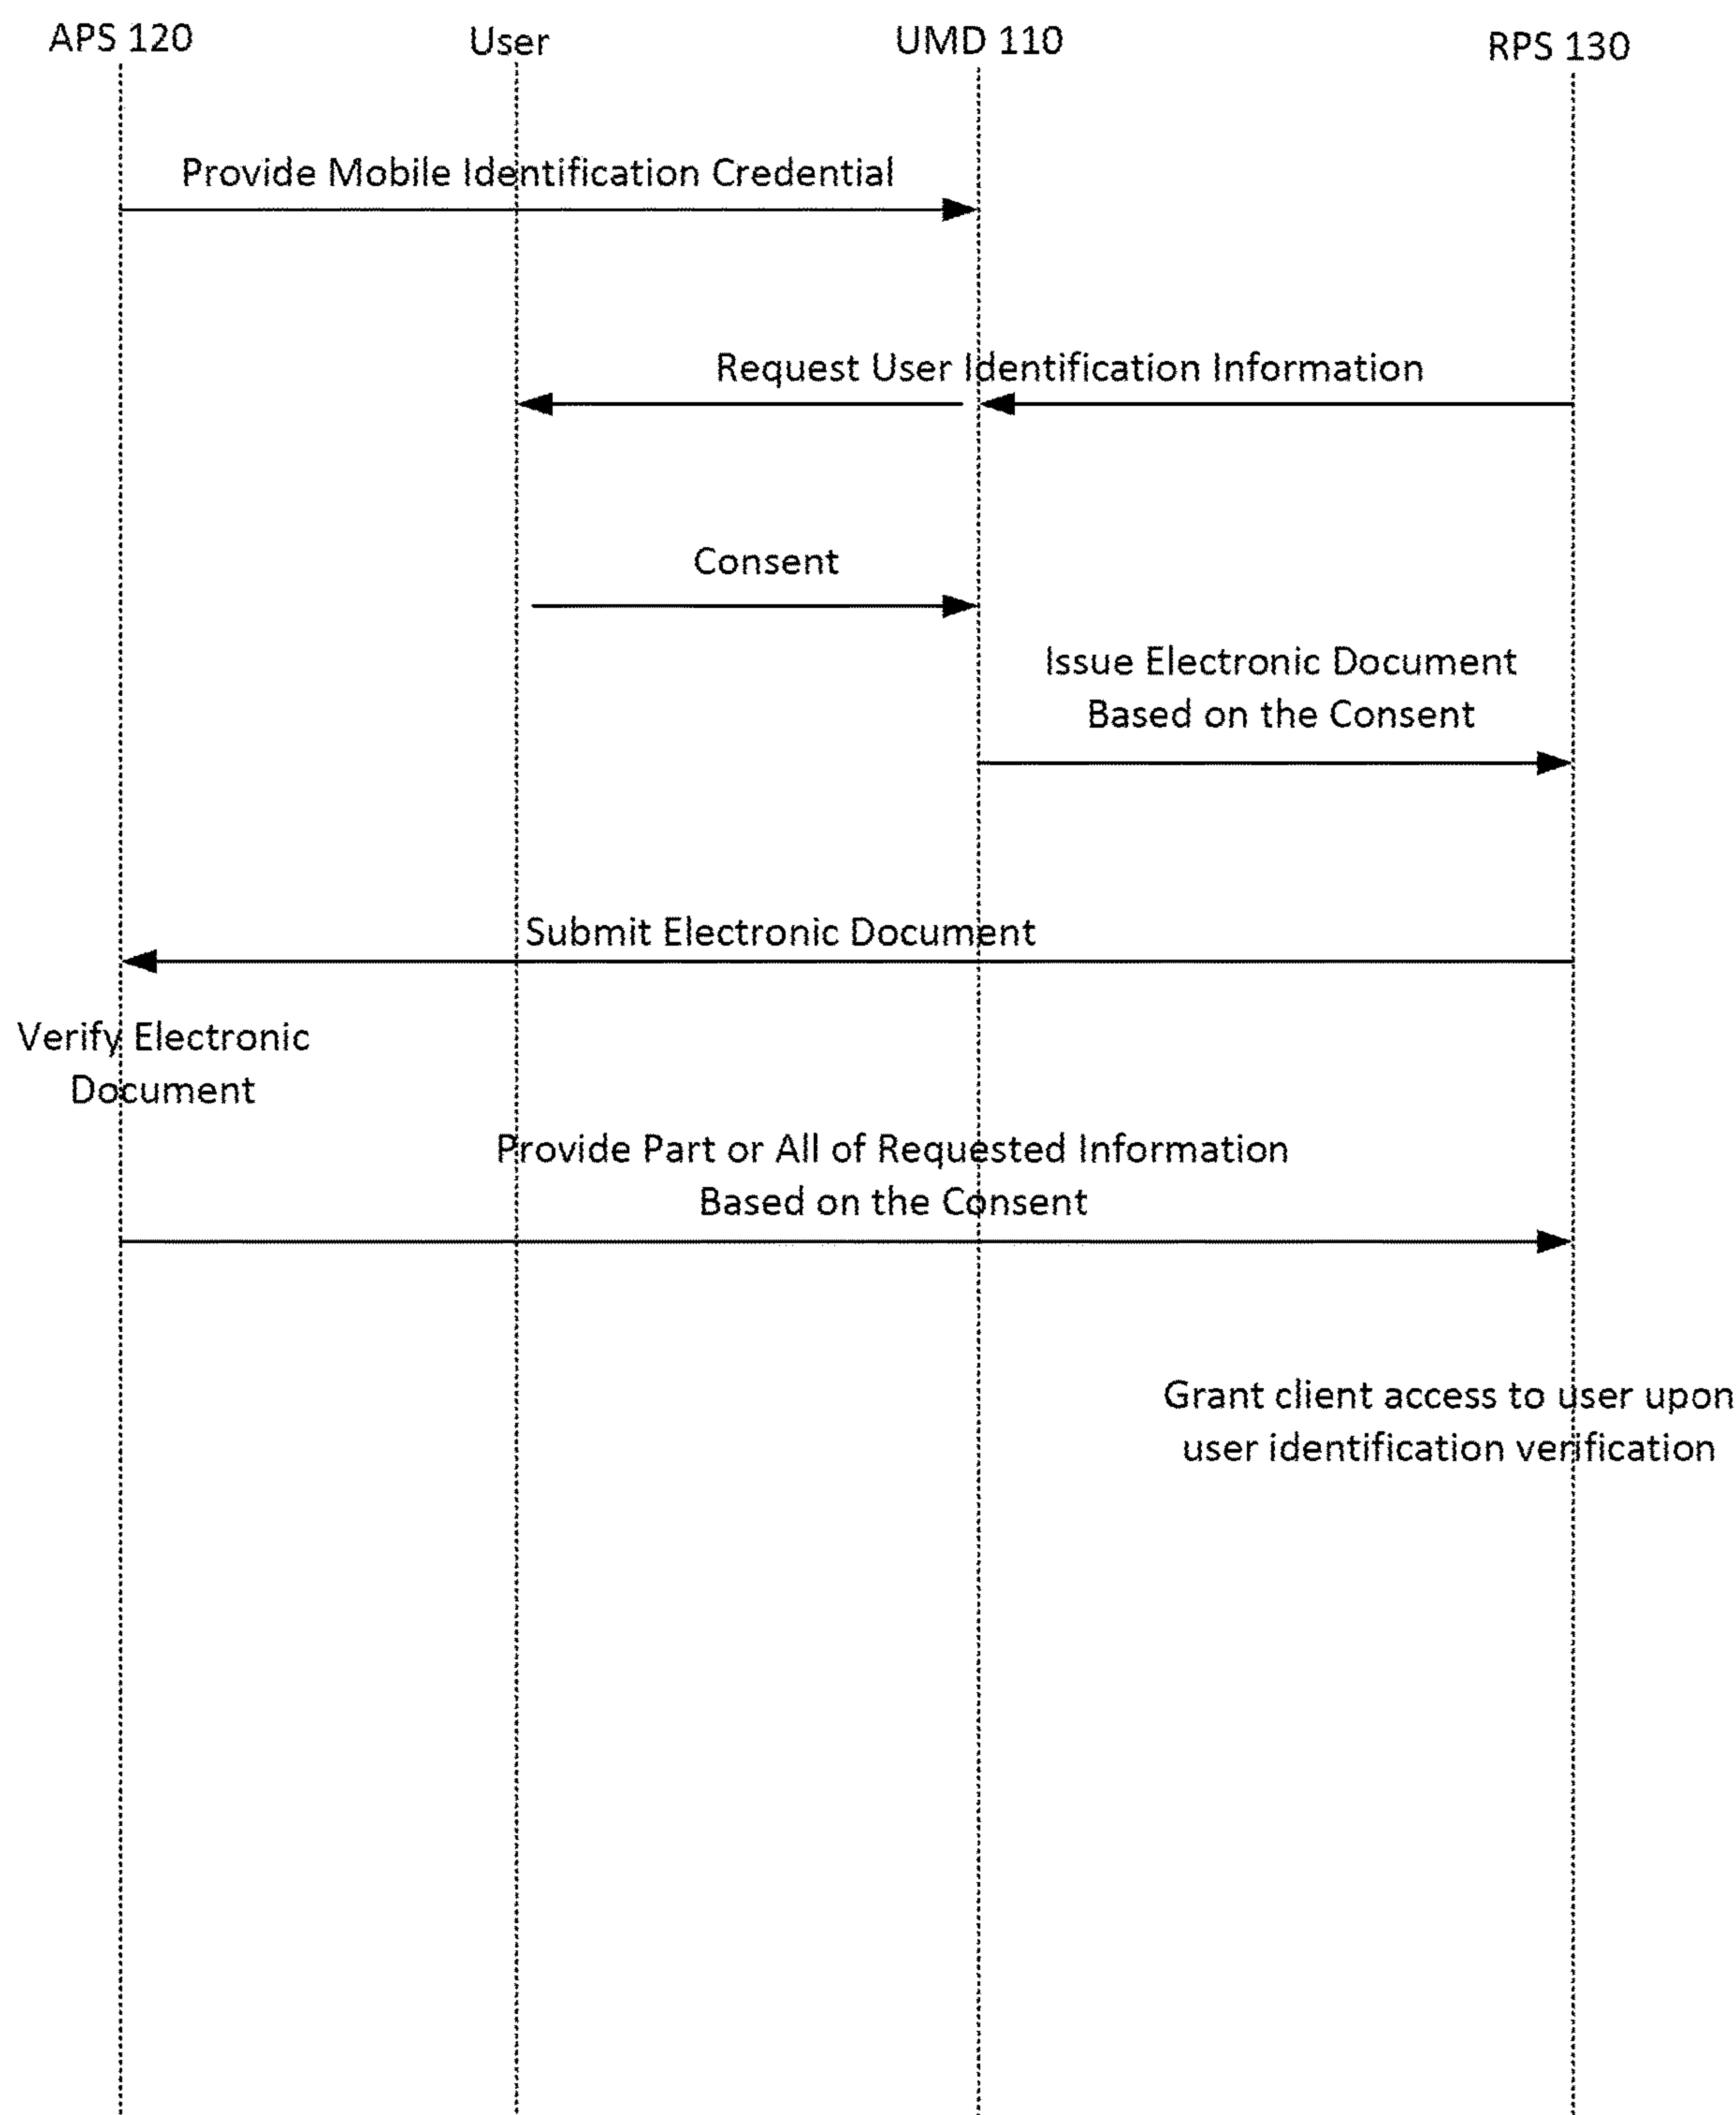 APS 120
User
UMD 110
RPS 130
Provide Mobile Identification Credential
Request User Identification Information
Consent
Issue Electronic Document
Based on the Consent
Submit Electronic Document
Verify Electronic
Document
Provide Part or All of Requested Information
Based on the Consent
Grant client access to user upon
user identification verification